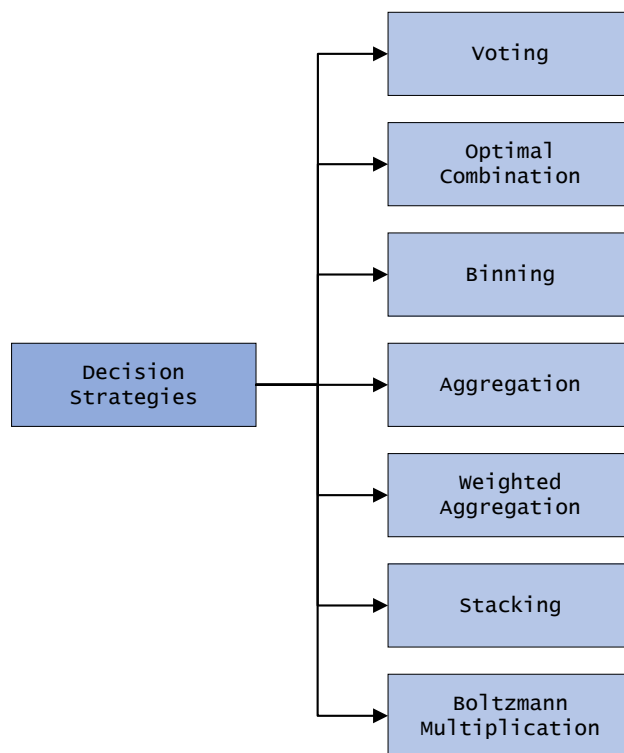 Voting
Optimal
Combination
Binning
Decision
Strategies
Aggregation
Weighted
Aggregation
Stacking
Boltzmann
Multiplication